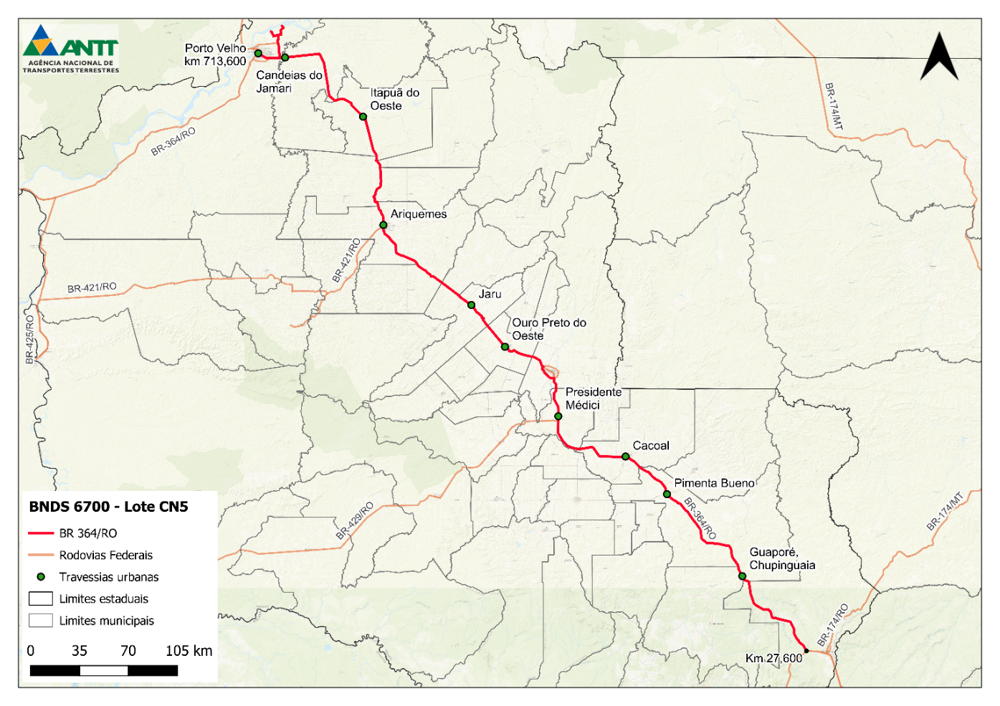 ANTT
AGÊNCIA NACIONAL DE
TRANSPORTES TERRESTRES
Porto Velho
km 713,600
Candeias do
Jamari
Itapuã do
Oeste
BR-174/MT
BR-364/RO
Ariquemes
BR-421/RO
BR-421/RO
Jaru
BR-425/RO
Ouro Preto do
Oeste
Presidente
Médici
Cacoal
Pimenta Bueno
BR-364/RO
BR-429/RO
BR-174/MT
Guaporé,
Chupinguaia
BR-174/RO
Km 27,600
BNDS 6700 - Lote CN5
BR 364/RO
Rodovias Federais
Travessias urbanas
Limites estaduais
Limites municipais
0 35 70 105 km